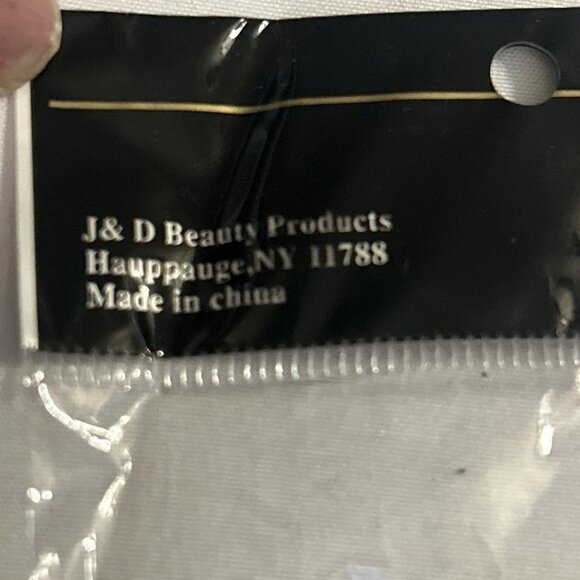 J& D Beauty Products
Hauppauge,NY 11788
Made in china